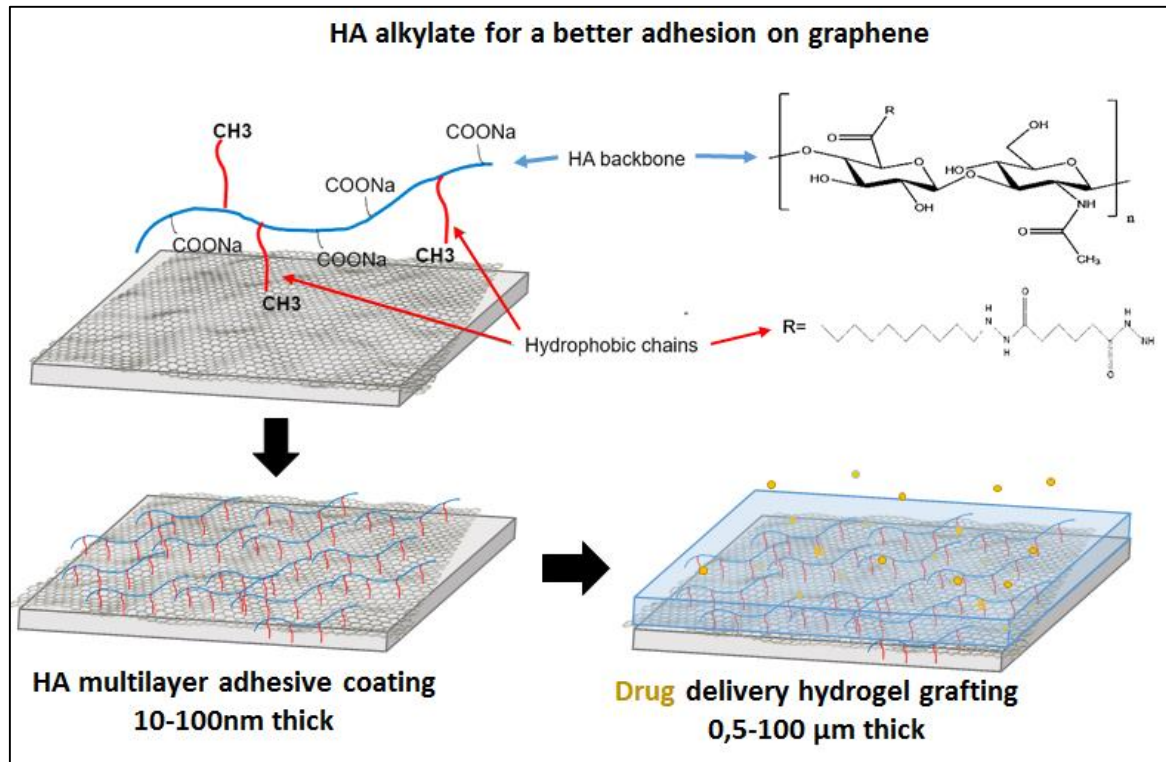 HA alkylate for a better adhesion on graphene
CH3
COONa
COONa
COONa
COONa
CH3
CH3
HA backbone
Hydrophobic chains
R
O
O
O
HO
OH
OH
HO
O
O
NH
O
CH₃
n
R=
H
N
N
H
O
H
N
NH
O
HA multilayer adhesive coating
10-100nm thick
Drug delivery hydrogel grafting
0,5-100 µm thick